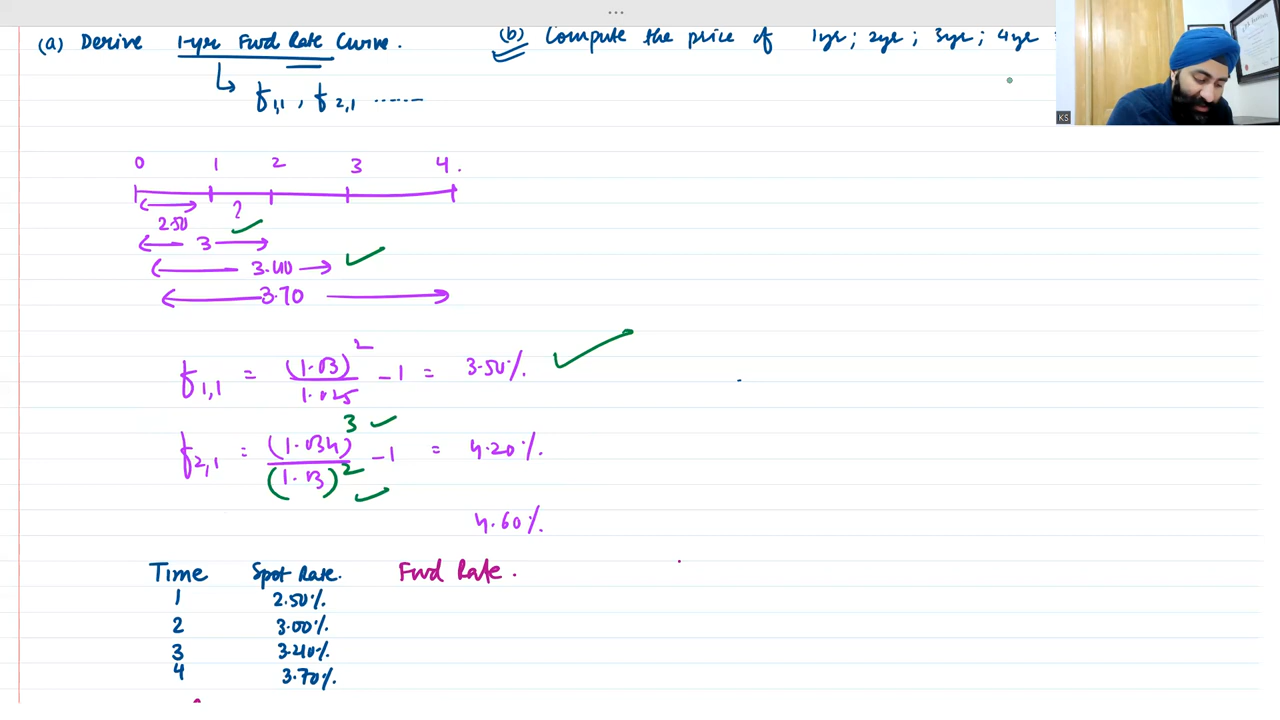 (a) Derive 1-yr Fwd Rate Curve. (b) Compute the price of 1yr; 2yr; 3yr; 4yr
↳ f1,1, f2,1 ......
0 1 2 3 4.
2.50 ?
3
3.40
3.70
f1,1 = (1.03)^2 / 1.025 - 1 = 3.50%.
f2,1 = (1.034)^3 / (1.03)^2 - 1 = 4.20%.
4.60%.
Time Spot Rate. Fwd Rate.
1 2.50%.
2 3.00%.
3 3.40%.
4 3.70%.
KS